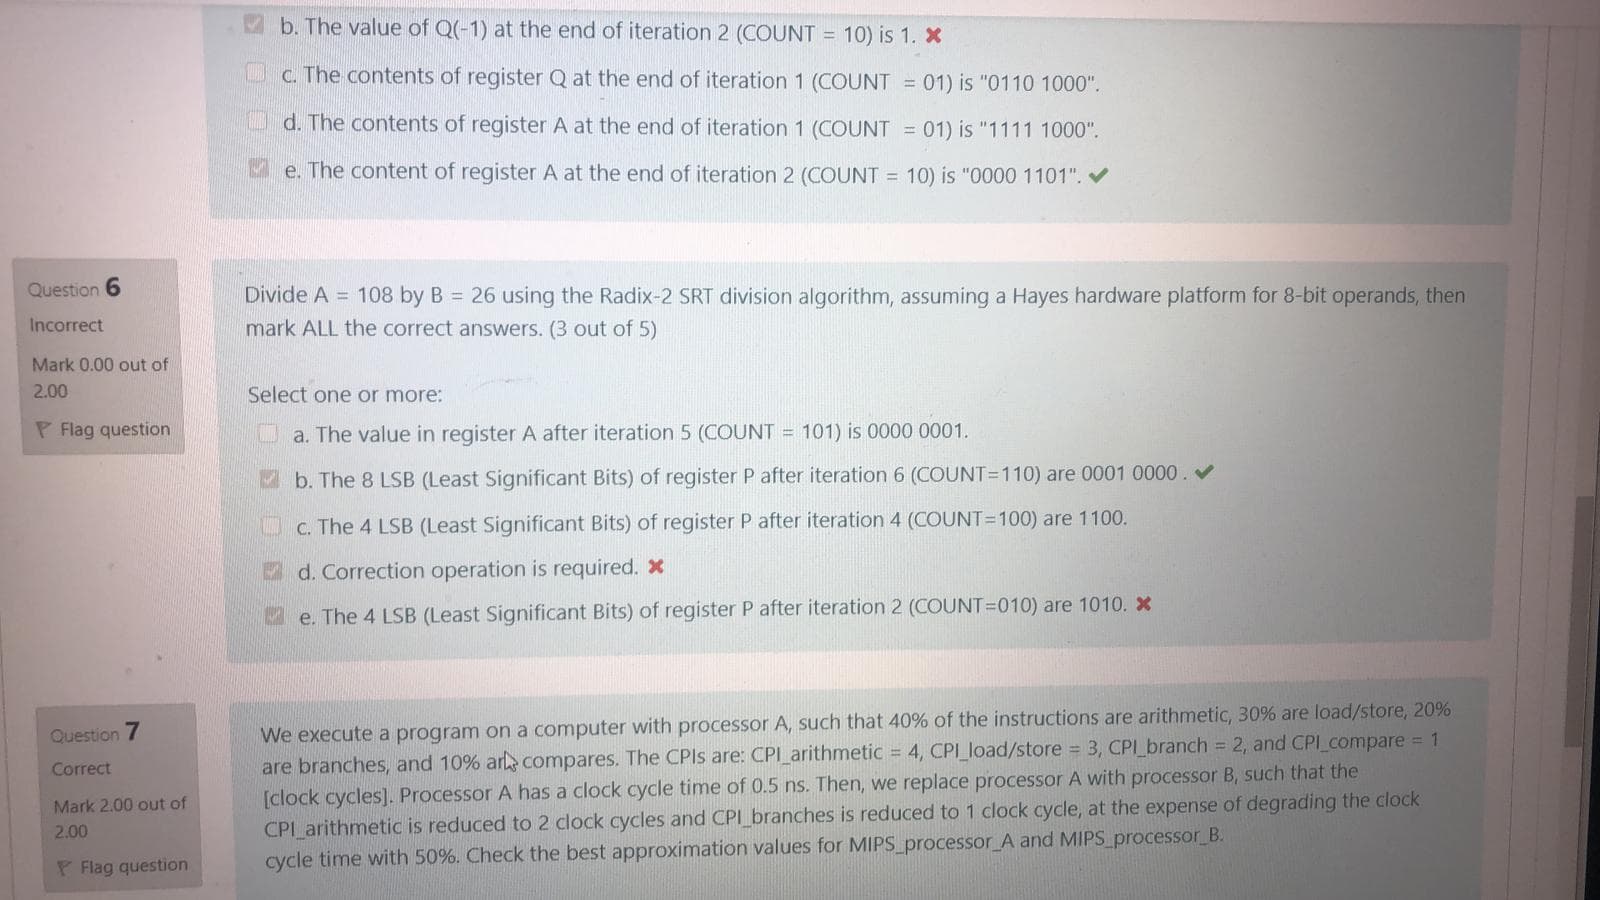 b. The value of Q(-1) at the end of iteration 2 (COUNT = 10) is 1.
c. The contents of register Q at the end of iteration 1 (COUNT = 01) is "0110 1000".
d. The contents of register A at the end of iteration 1 (COUNT = 01) is "1111 1000".
e. The content of register A at the end of iteration 2 (COUNT = 10) is "0000 1101".
Question 6
Incorrect
Mark 0.00 out of
2.00
Flag question
Divide A = 108 by B = 26 using the Radix-2 SRT division algorithm, assuming a Hayes hardware platform for 8-bit operands, then
mark ALL the correct answers. (3 out of 5)
Select one or more:
a. The value in register A after iteration 5 (COUNT = 101) is 0000 0001.
b. The 8 LSB (Least Significant Bits) of register P after iteration 6 (COUNT=110) are 0001 0000 .
c. The 4 LSB (Least Significant Bits) of register P after iteration 4 (COUNT=100) are 1100.
d. Correction operation is required.
e. The 4 LSB (Least Significant Bits) of register P after iteration 2 (COUNT=010) are 1010.
Question 7
Correct
Mark 2.00 out of
2.00
Flag question
We execute a program on a computer with processor A, such that 40% of the instructions are arithmetic, 30% are load/store, 20%
are branches, and 10% are compares. The CPIs are: CPI_arithmetic = 4, CPI_load/store = 3, CPI_branch = 2, and CPI_compare = 1
[clock cycles]. Processor A has a clock cycle time of 0.5 ns. Then, we replace processor A with processor B, such that the
CPI_arithmetic is reduced to 2 clock cycles and CPI_branches is reduced to 1 clock cycle, at the expense of degrading the clock
cycle time with 50%. Check the best approximation values for MIPS_processor_A and MIPS_processor_B.